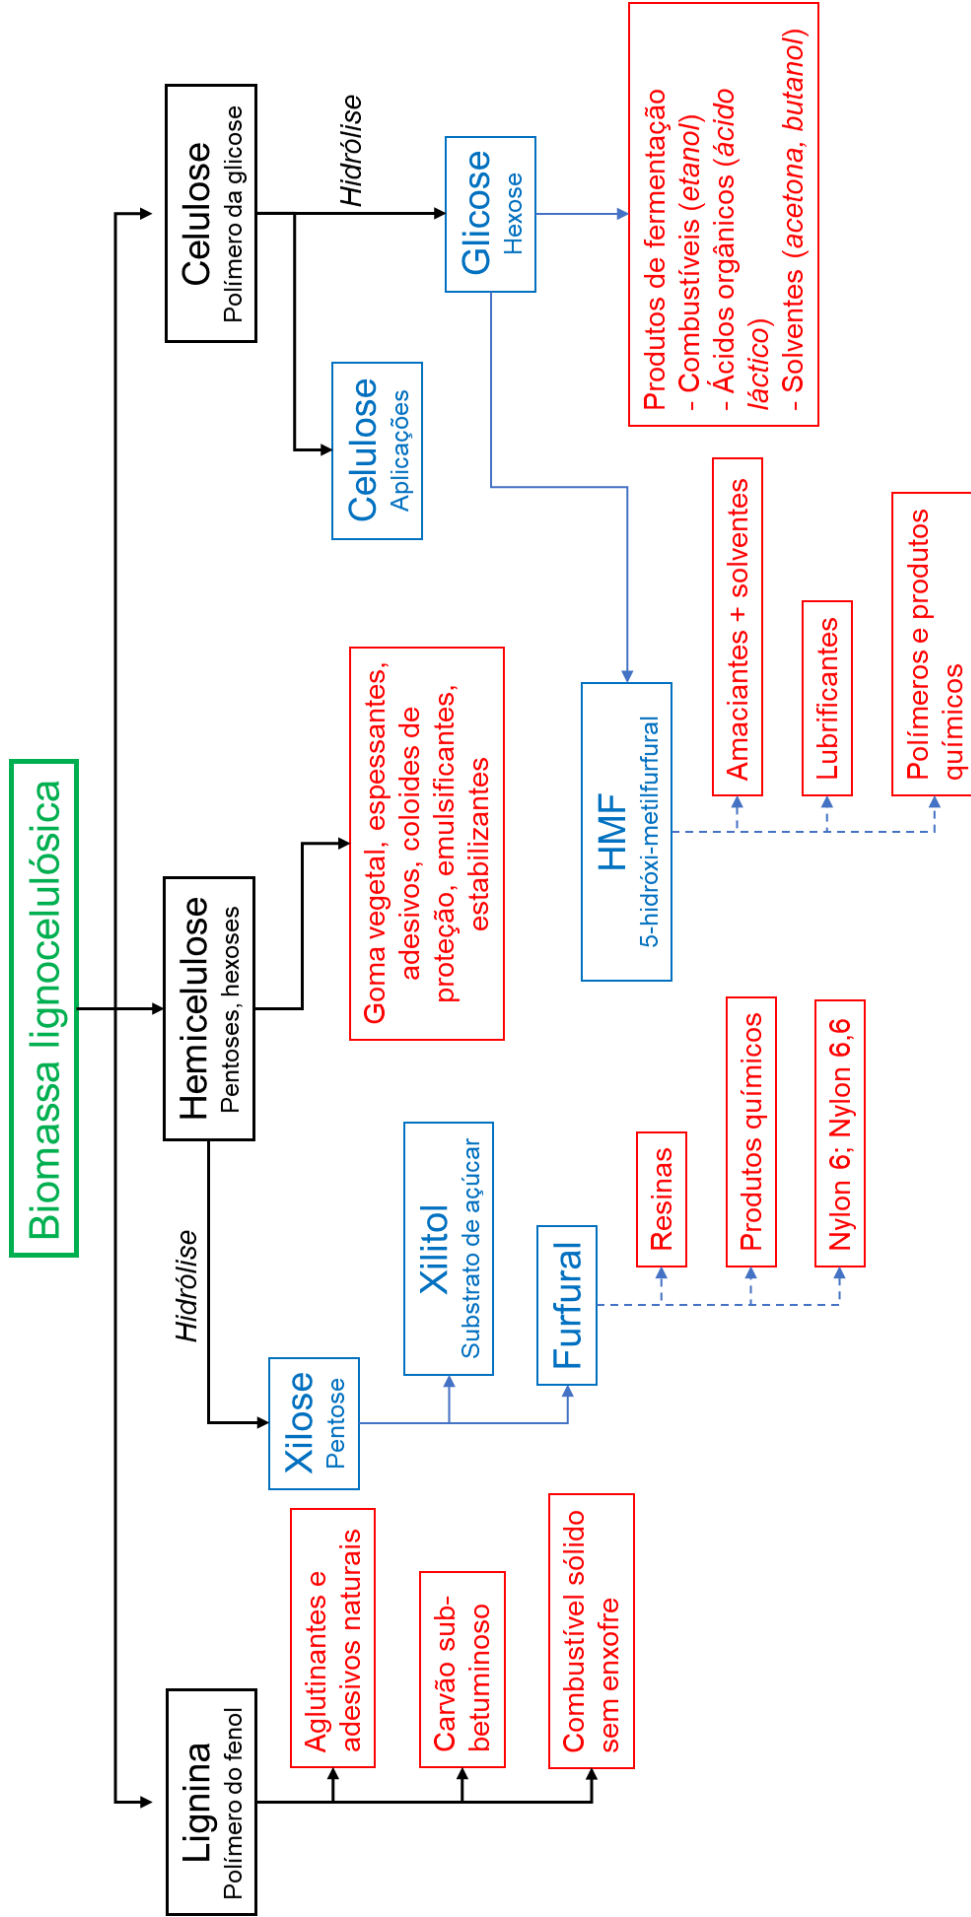 Biomassa lignocelulósica
Lignina
Polímero do fenol
Hemicelulose
Pentoses, hexoses
Celulose
Polímero da glicose
Hidrólise
Hidrólise
Aglutinantes e
adesivos naturais
Carvão sub-
betuminoso
Combustível sólido
sem enxofre
Xilose
Pentose
Xilitol
Substrato de açúcar
Furfural
Resinas
Produtos químicos
Nylon 6; Nylon 6,6
Goma vegetal, espessantes,
adesivos, coloides de
proteção, emulsificantes,
estabilizantes
Celulose
Aplicações
Glicose
Hexose
HMF
5-hidróxi-metilfurfural
Amaciantes + solventes
Lubrificantes
Polímeros e produtos
químicos
Produtos de fermentação
- Combustíveis (etanol)
- Ácidos orgânicos (ácido
láctico)
- Solventes (acetona, butanol)